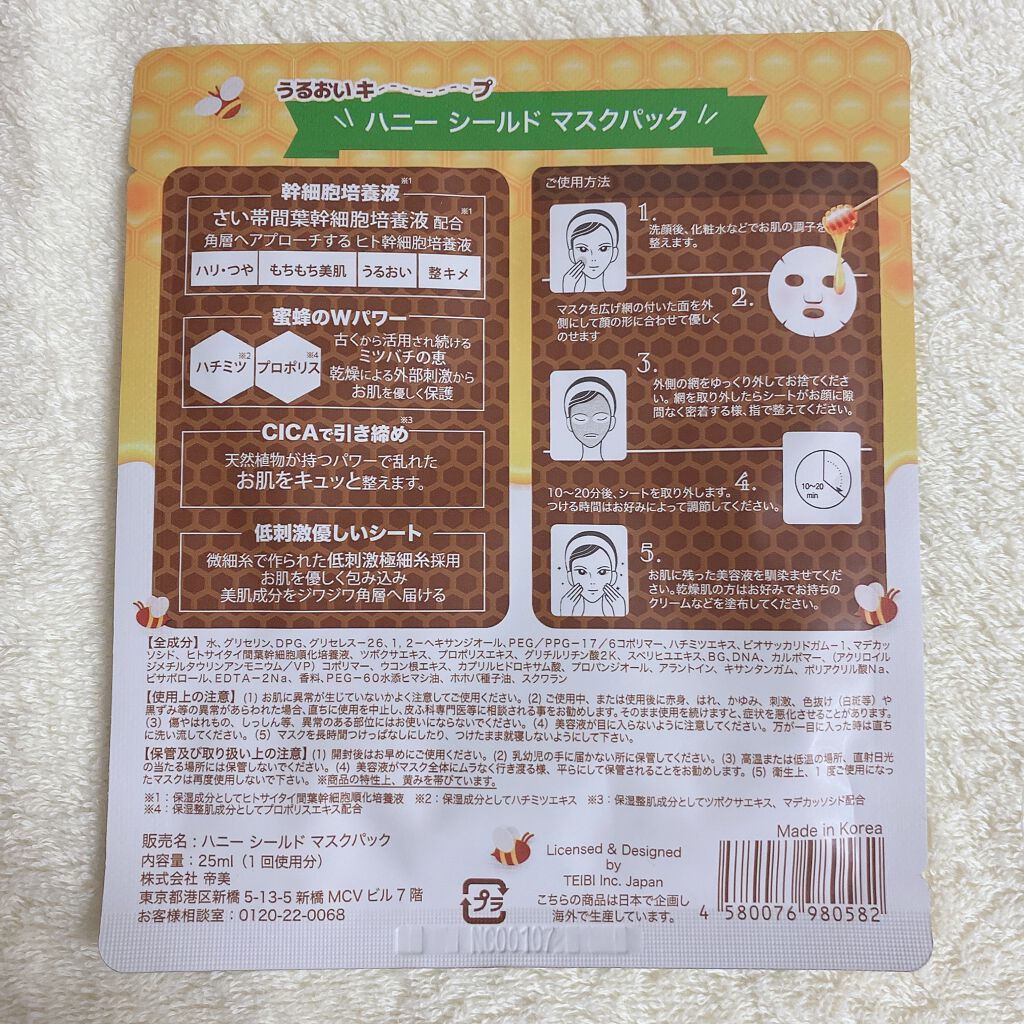 うるおいキ~~~~~~~プ
\\ ハニー シールド マスクパック //
幹細胞培養液※1
さい帯間葉幹細胞培養液 配合※1
角層へアプローチする ヒト幹細胞培養液
ハリ・つや もちもち美肌 うるおい 整キメ
蜜蜂のWパワー
ハチミツ※2 プロポリス※4
古くから活用され続ける
ミツバチの恵
乾燥による外部刺激から
お肌を優しく保護
CICAで引き締め※3
天然植物が持つパワーで乱れた
お肌をキュッと整えます。
低刺激優しいシート
微細糸で作られた低刺激極細糸採用
お肌を優しく包み込み
美肌成分をジワジワ角層へ届ける
ご使用方法
1.
洗顔後、化粧水などでお肌の調子を
整えます。
2.
マスクを広げ網の付いた面を外
側にして顔の形に合わせて優しく
のせます
3.
外側の網をゆっくり外してお捨てくださ
い。網を取り外したらシートがお顔に隙
間なく密着する様、指で整えてください。
4.
10〜20分後、シートを取り外します。
つける時間はお好みによって調節してください。
10〜20
min
5.
お肌に残った美容液を馴染ませてくだ
さい。乾燥肌の方はお好みでお持ちの
クリームなどを塗布してください。
【全成分】水、グリセリン、DPG、グリセレス－26、1，2－ヘキサンジオール、PEG／PPG－17／6コポリマー、ハチミツエキス、ビオサッカリドガム－1、マデカッ
ソシド、ヒトサイタイ間葉幹細胞順化培養液、ツボクサエキス、プロポリスエキス、グリチルリチン酸2K、スベリヒユエキス、BG、DNA、カルボマー、（アクリロイル
ジメチルタウリンアンモニウム／VP）コポリマー、ウコン根エキス、カプリルヒドロキサム酸、プロパンジオール、アラントイン、キサンタンガム、ポリアクリル酸Na、
ビサボロール、EDTA－2Na、香料、PEG－60水添ヒマシ油、ホホバ種子油、スクワラン
【使用上の注意】(1) お肌に異常が生じていないかよく注意してご使用ください。(2) ご使用中、または使用後に赤身、はれ、かゆみ、刺激、色抜け（白斑等）や
黒ずみ等の異常があらわれた場合、直ちに使用を中止し、皮ふ科専門医等に相談される事をお勧めします。そのまま使用を続けますと、症状を悪化させることがあります。
（3）傷やはれもの、しっしん等、異常のある部位にはお使いにならないでください。（4）美容液が目に入らないように注意してください。万が一目に入った時は直ち
に洗い流してください。（5）マスクを長時間つけっぱなしにしたり、つけたまま就寝しないようにして下さい。
【保管及び取り扱い上の注意】(1) 開封後はお早めにご使用ください。(2) 乳幼児の手に届かない所に保管してください。(3) 高温または低温の場所、直射日光
の当たる場所には保管しないでください。(4) 美容液がマスク全体にムラなく行き渡る様、平らにして保管されることをお勧めします。(5) 衛生上、1度ご使用になっ
たマスクは再度使用しないで下さい。※商品の特性上、黄みを帯びています。
※1：保湿成分としてヒトサイタイ間葉幹細胞順化培養液 ※2：保湿成分としてハチミツエキス ※3：保湿整肌成分としてツボクサエキス、マデカッソシド配合
※4：保湿整肌成分としてプロポリスエキス配合
販売名：ハニー シールド マスクパック
内容量：25ml（1回使用分）
株式会社 帝美
東京都港区新橋 5-13-5 新橋 MCV ビル 7 階
お客様相談室：0120-22-0068
プラ
Licensed & Designed
by
TEIBI Inc. Japan
こちらの商品は日本で企画し
海外で生産しています。
Made in Korea
4 580076 980582
NC00107